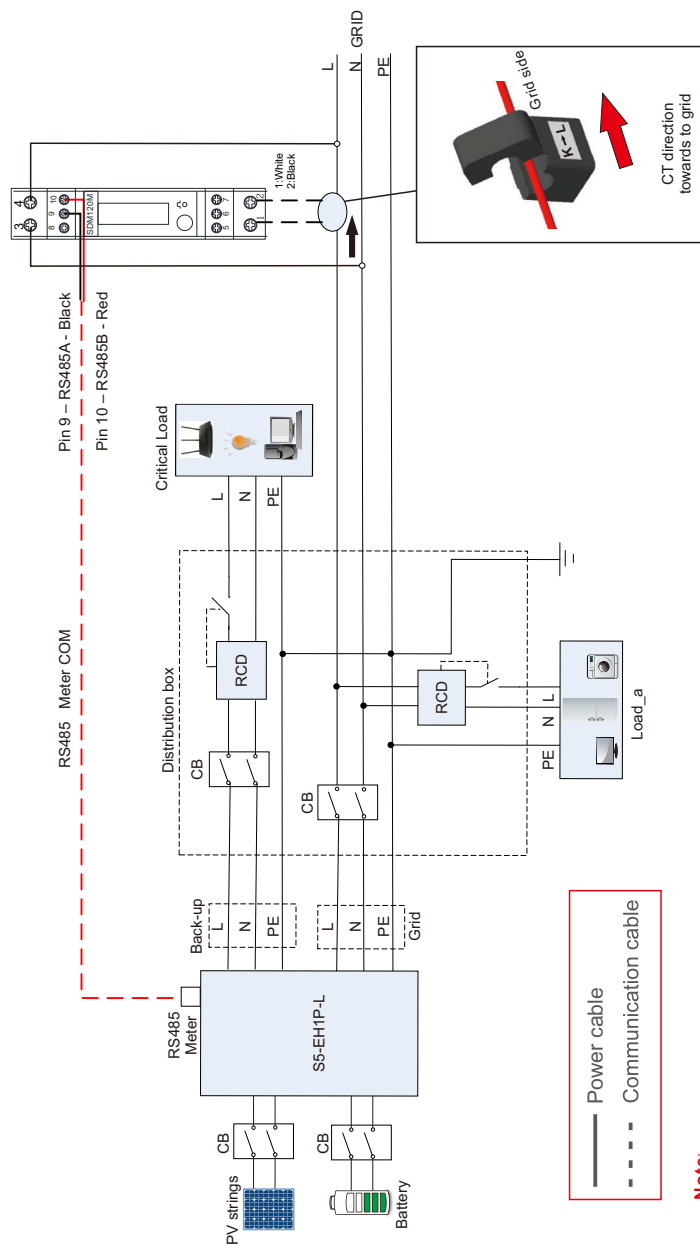 PV strings
CB
Battery
CB
RS485
Meter
S5-EH1P-L
Back-up
L
N
PE
L
N
PE
Grid
RS485 Meter COM
Pin 9 – RS485A - Black
Pin 10 – RS485B - Red
Distribution box
CB
CB
RCD
RCD
Critical Load
L
N
PE
PE
N
L
Load_a
3
4
8
9
10
SDM120M
5
6
7
1
2
1:White
2:Black
L
N
GRID
PE
Grid side
K→L
CT direction
towards to grid
Power cable
Communication cable